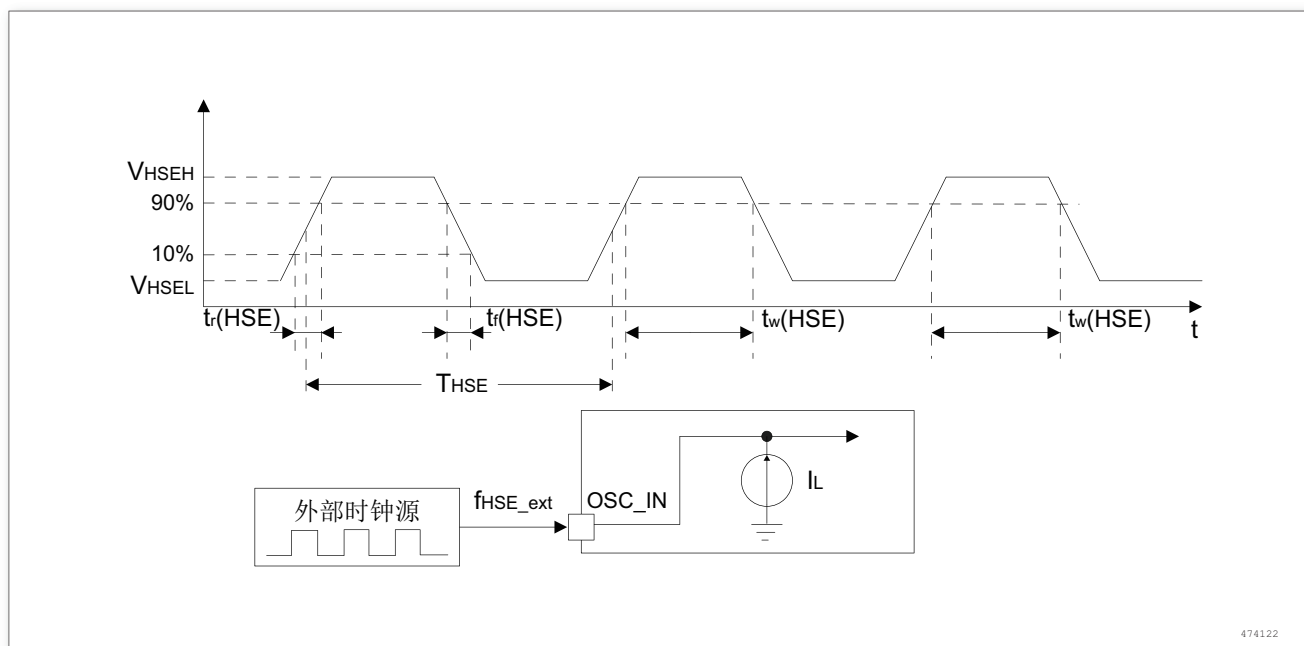 VHSEH
90%
10%
VHSEL
tr(HSE)
tf(HSE)
tw(HSE)
tw(HSE)
t
THSE
外部时钟源
fHSE_ext
OSC_IN
IL
474122